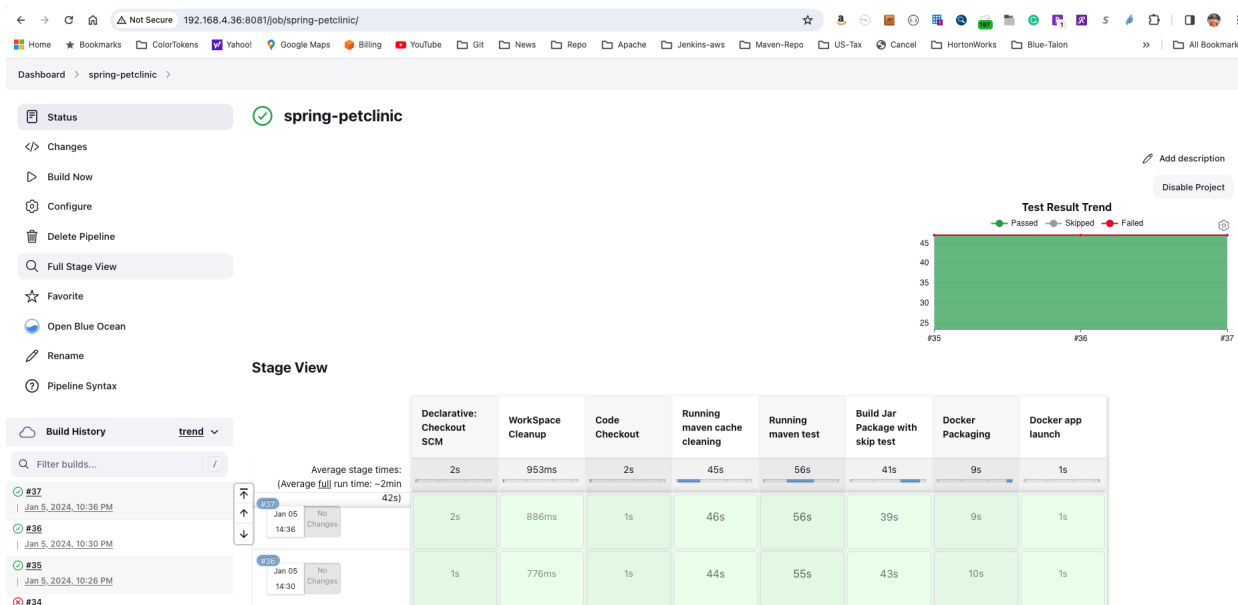 Not Secure 192.168.4.36:8081/job/spring-petclinic/
Home Bookmarks ColorTokens Yahoo! Google Maps Billing YouTube Git News Repo Apache Jenkins-aws Maven-Repo US-Tax Cancel HortonWorks Blue-Talon » All Bookmark
Dashboard > spring-petclinic >
Status
spring-petclinic
Changes
Add description
Build Now
Disable Project
Configure
Test Result Trend
Passed Skipped Failed
Delete Pipeline
45
40
35
30
25
#35 #36 #37
Full Stage View
Favorite
Open Blue Ocean
Rename
Pipeline Syntax
Stage View
Declarative: Checkout SCM
WorkSpace Cleanup
Code Checkout
Running maven cache cleaning
Running maven test
Build Jar Package with skip test
Docker Packaging
Docker app launch
Build History trend
Filter builds... /
Average stage times: 2s 953ms 2s 45s 56s 41s 9s 1s
(Average full run time: ~2min
42s)
#37
Jan 5, 2024, 10:36 PM
#36
Jan 5, 2024, 10:30 PM
#35
Jan 5, 2024, 10:26 PM
#34
#37
Jan 05
14:36
No Changes
2s 886ms 1s 46s 56s 39s 9s 1s
#36
Jan 05
14:30
No Changes
1s 776ms 1s 44s 55s 43s 10s 1s